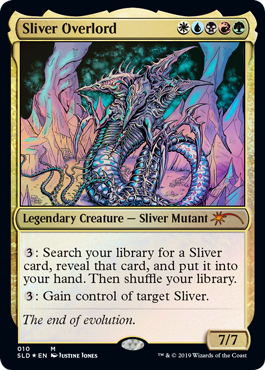 Sliver Overlord
Legendary Creature — Sliver Mutant
3: Search your library for a Sliver
card, reveal that card, and put it into
your hand. Then shuffle your library.
3: Gain control of target Sliver.
The end of evolution.
7/7
010 M
SLD ★ EN Justine Jones
™ & © 2019 Wizards of the Coast